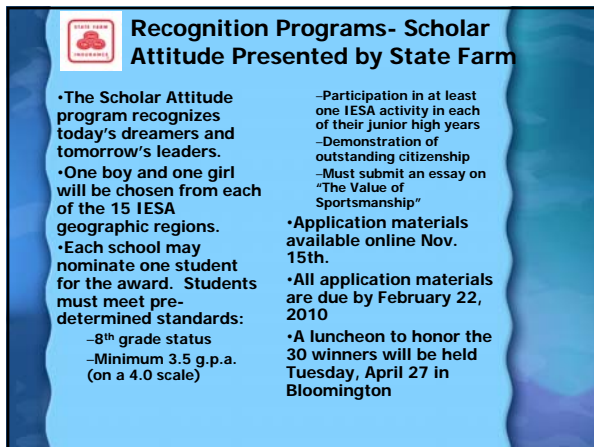 STATE FARM
INSURANCE
Recognition Programs- Scholar
Attitude Presented by State Farm
•The Scholar Attitude
program recognizes
today's dreamers and
tomorrow's leaders.
•One boy and one girl
will be chosen from each
of the 15 IESA
geographic regions.
•Each school may
nominate one student
for the award. Students
must meet pre-
determined standards:
–8th grade status
–Minimum 3.5 g.p.a.
(on a 4.0 scale)
–Participation in at least
one IESA activity in each
of their junior high years
–Demonstration of
outstanding citizenship
–Must submit an essay on
"The Value of
Sportsmanship"
•Application materials
available online Nov.
15th.
•All application materials
are due by February 22,
2010
•A luncheon to honor the
30 winners will be held
Tuesday, April 27 in
Bloomington